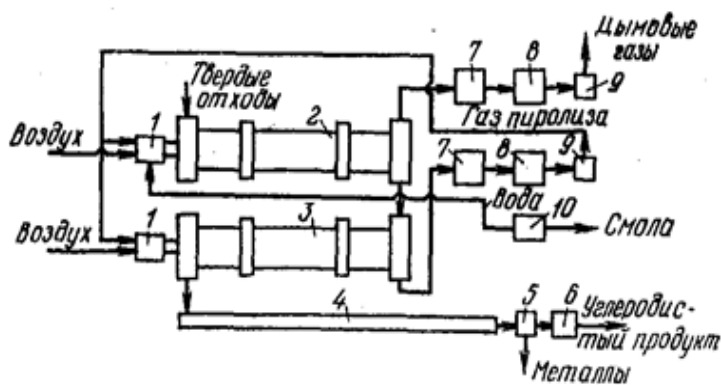 Дымовые
газы
7
8
9
Твердые
отходы
2
Газ пиролиза
1
Воздух
7
8
9
Вода
10
Смола
3
1
Воздух
4
5
6
Углеродис-
тый продукт
Металлы